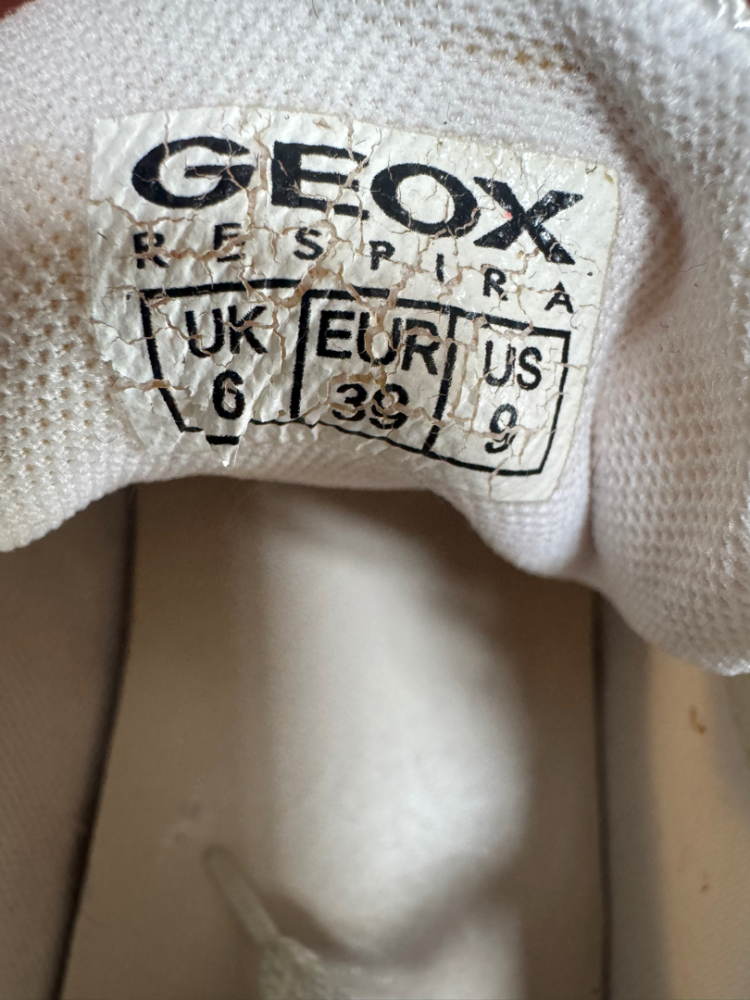 GEOX
RESPIRA
UK EUR US
6 39 9